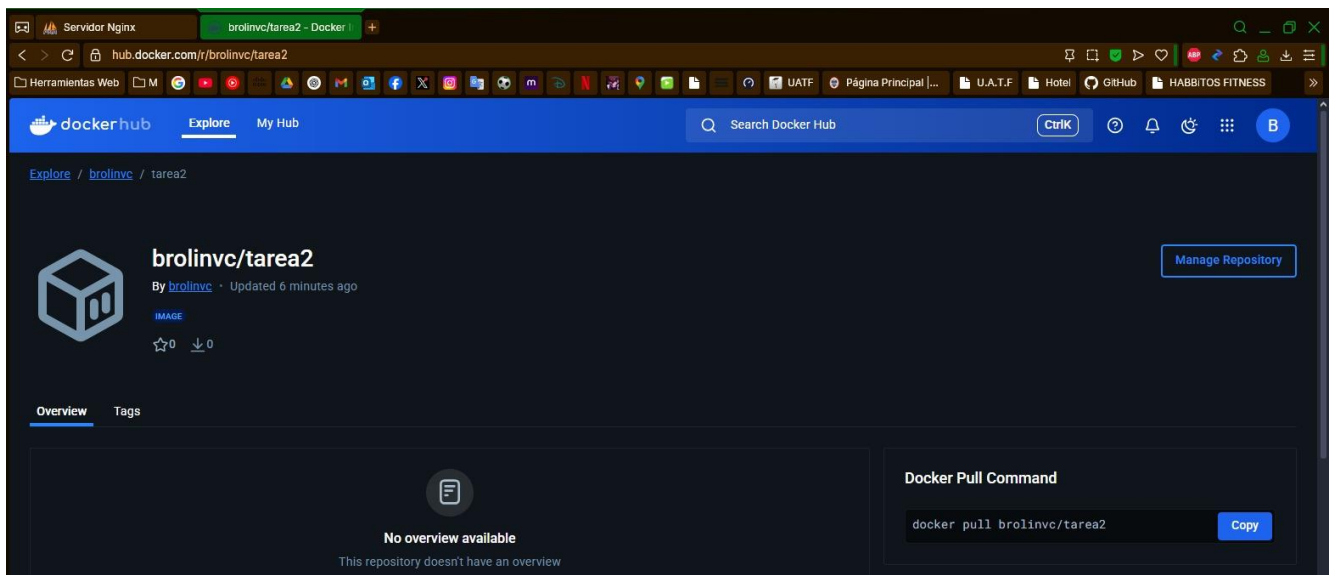 Servidor Nginx
brolinvc/tarea2 - Docker
hub.docker.com/r/brolinvc/tarea2
Herramientas Web M UATF Página Principal |... U.A.T.F Hotel GitHub HABBiTOS FITNESS
dockerhub Explore My Hub Search Docker Hub CtrlK B
Explore / brolinvc / tarea2
brolinvc/tarea2
Manage Repository
By brolinvc · Updated 6 minutes ago
IMAGE
0 0
Overview Tags
Docker Pull Command
docker pull brolinvc/tarea2 Copy
No overview available
This repository doesn't have an overview